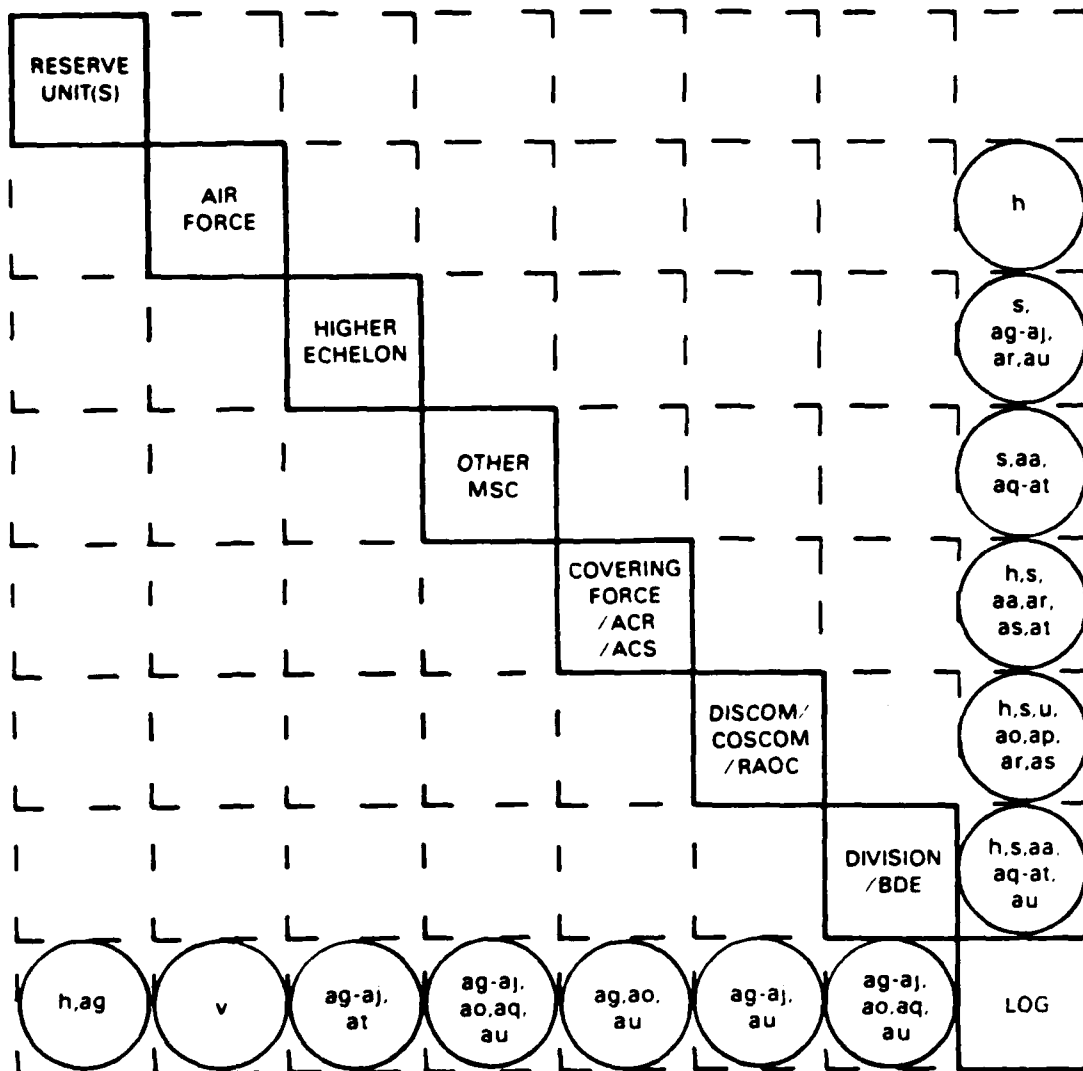 RESERVE
UNIT(S)
AIR
FORCE
h
HIGHER
ECHELON
s,
ag-aj,
ar,au
OTHER
MSC
s,aa,
aq-at
COVERING
FORCE
/ACR
/ACS
h,s,
aa,ar,
as,at
DISCOM/
COSCOM
/RAOC
h,s,u,
ao,ap,
ar,as
DIVISION
/BDE
h,s,aa,
aq-at,
au
h,ag
v
ag-aj,
at
ag-aj,
ao,aq,
au
ag,ao,
au
ag-aj,
au
ag-aj,
ao,aq,
au
LOG